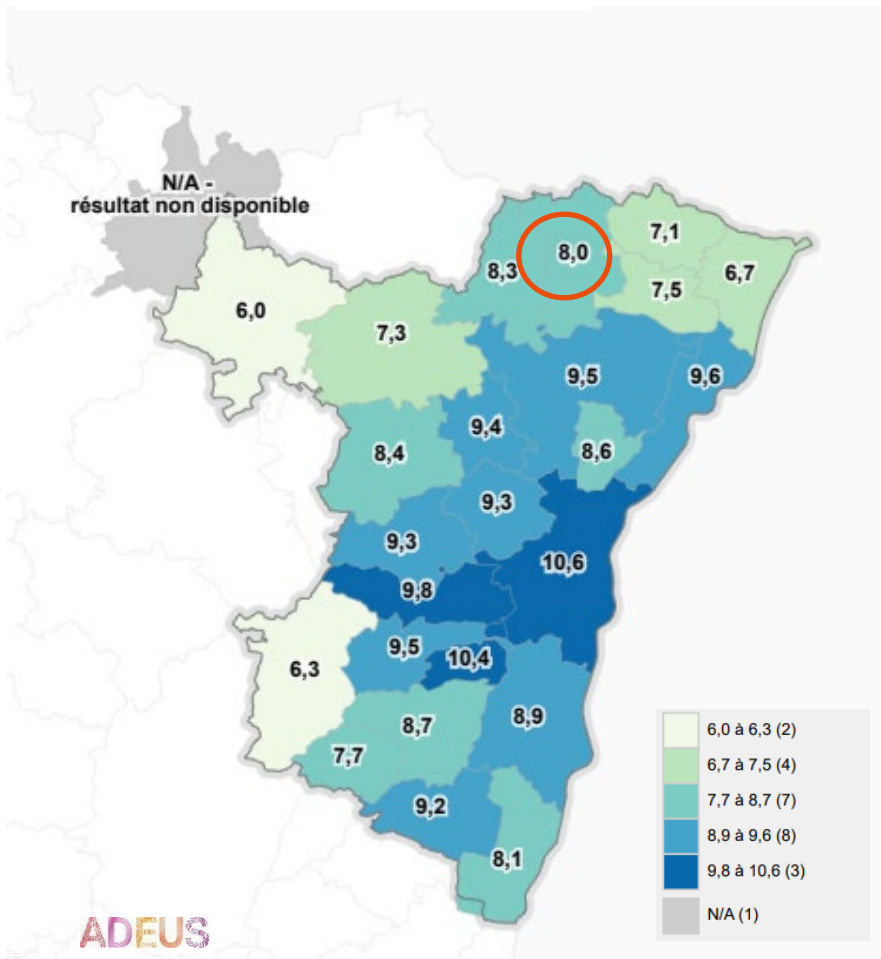 N/A -
résultat non disponible
7,1
8,0
8,3
6,7
7,5
6,0
7,3
9,5
9,6
9,4
8,4
8,6
9,3
9,3
10,6
9,8
9,5
10,4
6,3
8,9
8,7
7,7
9,2
8,1
6,0 à 6,3 (2)
6,7 à 7,5 (4)
7,7 à 8,7 (7)
8,9 à 9,6 (8)
9,8 à 10,6 (3)
N/A (1)
ADEUS